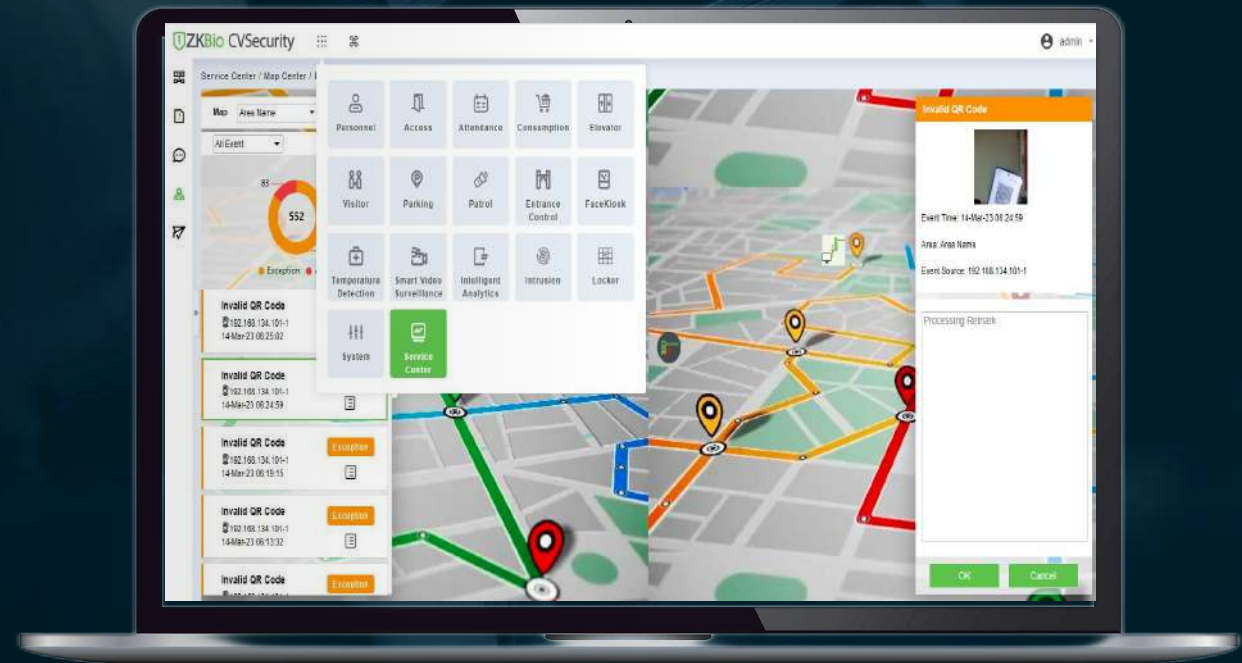 ZKBio CVSecurity
admin
Service Center / Map Center /
Map Area Name
All Event
83
552
Exception
Personnel
Access
Attendance
Consumption
Elevator
Visitor
Parking
Patrol
Entrance
Control
FaceKiosk
Temperature
Detection
Smart Video
Surveillance
Intelligent
Analytics
Intrusion
Locker
System
Service
Center
Invalid QR Code
192.168.134.101-1
14-Mar-23 06:25:02
Invalid QR Code
192.168.134.101-1
14-Mar-23 06:24:59
Invalid QR Code
Exception
192.168.134.101-1
14-Mar-23 06:19:15
Invalid QR Code
Exception
192.168.134.101-1
14-Mar-23 06:13:32
Invalid QR Code
Exception
Invalid QR Code
Event Time: 14-Mar-23 06:24:59
Area: Area Name
Event Source: 192.168.134.101-1
Processing Remark
OK
Cancel